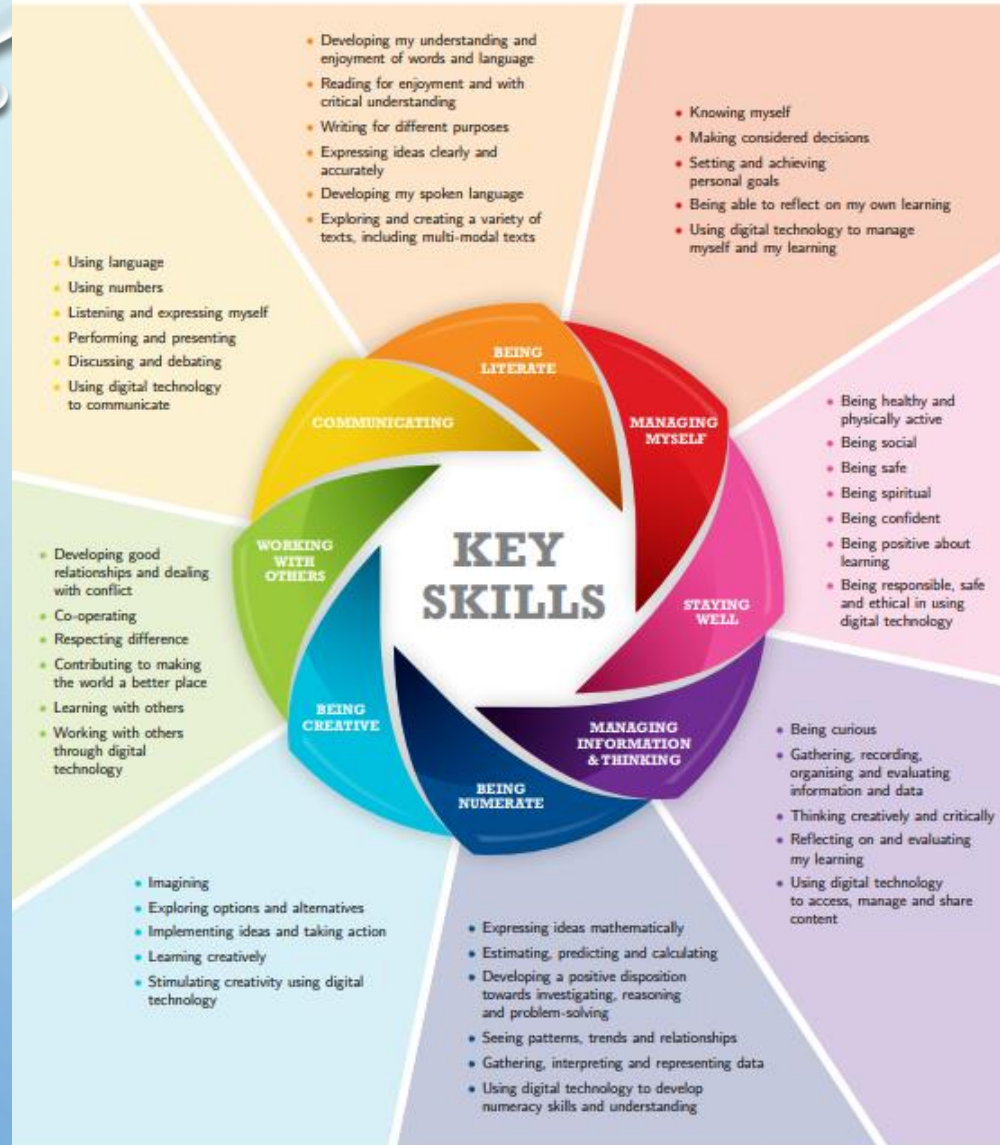 KEY
SKILLS
BEING
LITERATE
Developing my understanding and
enjoyment of words and language
Reading for enjoyment and with
critical understanding
Writing for different purposes
Expressing ideas clearly and
accurately
Developing my spoken language
Exploring and creating a variety of
texts, including multi-modal texts
MANAGING
MYSELF
Knowing myself
Making considered decisions
Setting and achieving
personal goals
Being able to reflect on my own learning
Using digital technology to manage
myself and my learning
STAYING
WELL
Being healthy and
physically active
Being social
Being safe
Being spiritual
Being confident
Being positive about
learning
Being responsible, safe
and ethical in using
digital technology
MANAGING
INFORMATION
& THINKING
Being curious
Gathering, recording,
organising and evaluating
information and data
Thinking creatively and critically
Reflecting on and evaluating
my learning
Using digital technology
to access, manage and share
content
BEING
NUMERATE
Expressing ideas mathematically
Estimating, predicting and calculating
Developing a positive disposition
towards investigating, reasoning
and problem-solving
Seeing patterns, trends and relationships
Gathering, interpreting and representing data
Using digital technology to develop
numeracy skills and understanding
BEING
CREATIVE
Imagining
Exploring options and alternatives
Implementing ideas and taking action
Learning creatively
Stimulating creativity using digital
technology
WORKING
WITH
OTHERS
Developing good
relationships and dealing
with conflict
Co-operating
Respecting difference
Contributing to making
the world a better place
Learning with others
Working with others
through digital
technology
COMMUNICATING
Using language
Using numbers
Listening and expressing myself
Performing and presenting
Discussing and debating
Using digital technology
to communicate